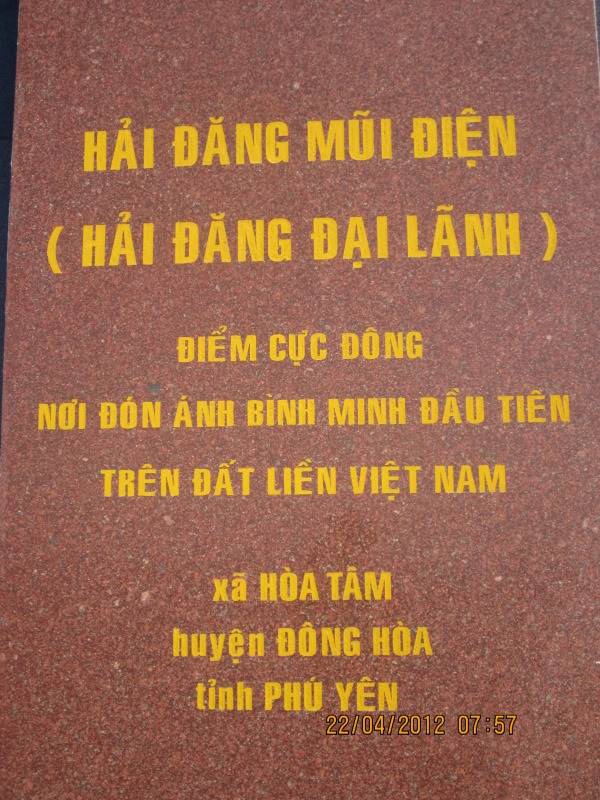 HẢI ĐĂNG MŨI ĐIỆN
( HẢI ĐĂNG ĐẠI LÃNH )
ĐIỂM CỰC ĐÔNG
NƠI ĐÓN ÁNH BÌNH MINH ĐẦU TIÊN
TRÊN ĐẤT LIỀN VIỆT NAM
xã HÒA TÂM
huyện ĐÔNG HÒA
tỉnh PHÚ YÊN
22/04/2012 07:57